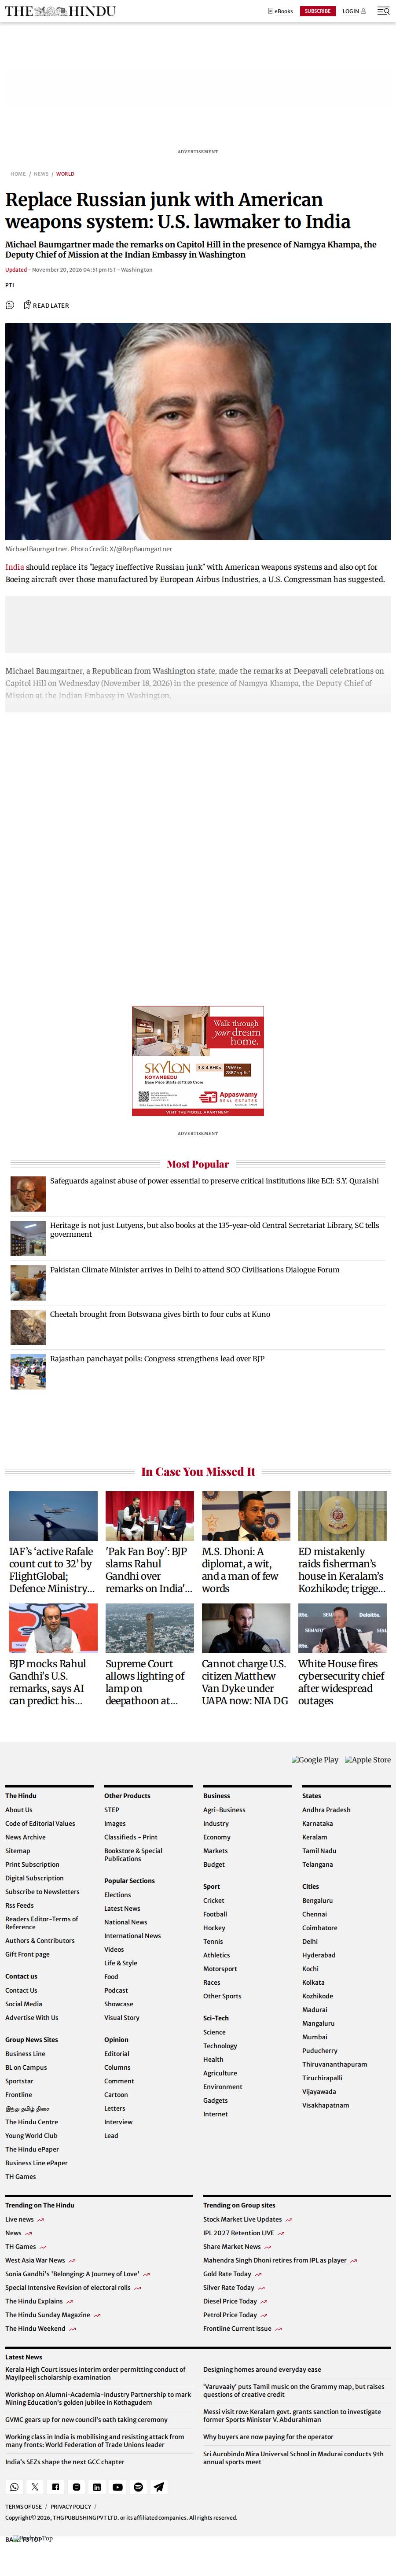 THE HINDU
eBooks
SUBSCRIBE
LOGIN
ADVERTISEMENT
HOME / NEWS / WORLD
Replace Russian junk with American
weapons system: U.S. lawmaker to India
Michael Baumgartner made the remarks on Capitol Hill in the presence of Namgya Khampa, the
Deputy Chief of Mission at the Indian Embassy in Washington
Updated - November 20, 2026 04:51 pm IST - Washington
PTI
READ LATER
Michael Baumgartner. Photo Credit: X/@RepBaumgartner
India should replace its "legacy ineffective Russian junk" with American weapons systems and also opt for
Boeing aircraft over those manufactured by European Airbus Industries, a U.S. Congressman has suggested.
Michael Baumgartner, a Republican from Washington state, made the remarks at Deepavali celebrations on
Capitol Hill on Wednesday (November 18, 2026) in the presence of Namgya Khampa, the Deputy Chief of
Mission at the Indian Embassy in Washington.
Walk through
your dream
home.
SKYLON
KOYAMBEDU
3 & 4 BHKs
1969 to
2887 sq.ft.
Base Price Starts at ₹3.65 Crores
Appaswamy
REAL ESTATES
VISIT THE MODEL APARTMENT
ADVERTISEMENT
Most Popular
Safeguards against abuse of power essential to preserve critical institutions like ECI: S.Y. Quraishi
Heritage is not just Lutyens, but also books at the 135-year-old Central Secretariat Library, SC tells
government
Pakistan Climate Minister arrives in Delhi to attend SCO Civilisations Dialogue Forum
Cheetah brought from Botswana gives birth to four cubs at Kuno
Rajasthan panchayat polls: Congress strengthens lead over BJP
In Case You Missed It
IAF's ‘active Rafale
count cut to 32’ by
FlightGlobal;
Defence Ministry...
'Pak Fan Boy': BJP
slams Rahul
Gandhi over
remarks on India'...
M.S. Dhoni: A
diplomat, a wit,
and a man of few
words
ED mistakenly
raids fisherman’s
house in Keralam’s
Kozhikode; trigge...
BJP mocks Rahul
Gandhi's U.S.
remarks, says AI
can predict his...
Supreme Court
allows lighting of
lamp on
deepathoon at...
Cannot change U.S.
citizen Matthew
Van Dyke under
UAPA now: NIA DG
White House fires
cybersecurity chief
after widespread
outages
Google Play
Apple Store
The Hindu
About Us
Code of Editorial Values
News Archive
Sitemap
Print Subscription
Digital Subscription
Subscribe to Newsletters
Rss Feeds
Readers Editor-Terms of
Reference
Authors & Contributors
Gift Front page
Contact us
Contact Us
Social Media
Advertise With Us
Group News Sites
Business Line
BL on Campus
Sportstar
Frontline
இந்து தமிழ் திசை
The Hindu Centre
Young World Club
The Hindu ePaper
Business Line ePaper
TH Games
Other Products
STEP
Images
Classifieds - Print
Bookstore & Special
Publications
Popular Sections
Elections
Latest News
National News
International News
Videos
Life & Style
Food
Podcast
Showcase
Visual Story
Opinion
Editorial
Columns
Comment
Cartoon
Letters
Interview
Lead
Business
Agri-Business
Industry
Economy
Markets
Budget
Sport
Cricket
Football
Hockey
Tennis
Athletics
Motorsport
Races
Other Sports
Sci-Tech
Science
Technology
Health
Agriculture
Environment
Gadgets
Internet
States
Andhra Pradesh
Karnataka
Keralam
Tamil Nadu
Telangana
Cities
Bengaluru
Chennai
Coimbatore
Delhi
Hyderabad
Kochi
Kolkata
Kozhikode
Madurai
Mangaluru
Mumbai
Puducherry
Thiruvananthapuram
Tiruchirapalli
Vijayawada
Visakhapatnam
Trending on The Hindu
Live news
News
TH Games
West Asia War News
Sonia Gandhi's 'Belonging: A Journey of Love'
Special Intensive Revision of electoral rolls
The Hindu Explains
The Hindu Sunday Magazine
The Hindu Weekend
Trending on Group sites
Stock Market Live Updates
IPL 2027 Retention LIVE
Share Market News
Mahendra Singh Dhoni retires from IPL as player
Gold Rate Today
Silver Rate Today
Diesel Price Today
Petrol Price Today
Frontline Current Issue
Latest News
Kerala High Court issues interim order permitting conduct of
Mayilpeeli scholarship examination
Workshop on Alumni-Academia-Industry Partnership to mark
Mining Education's golden jubilee in Kothagudem
GVMC gears up for new council's oath taking ceremony
Working class in India is mobilising and resisting attack from
many fronts: World Federation of Trade Unions leader
India's SEZs shape the next GCC chapter
Designing homes around everyday ease
'Varuvaaiy' puts Tamil music on the Grammy map, but raises
questions of creative credit
Messi visit row: Keralam govt. grants sanction to investigate
former Sports Minister V. Abdurahiman
Why buyers are now paying for the operator
Sri Aurobindo Mira Universal School in Madurai conducts 9th
annual sports meet
TERMS OF USE / PRIVACY POLICY /
Copyright© 2026, THG PUBLISHING PVT LTD. or its affiliated companies. All rights reserved.
BACK TO TOP